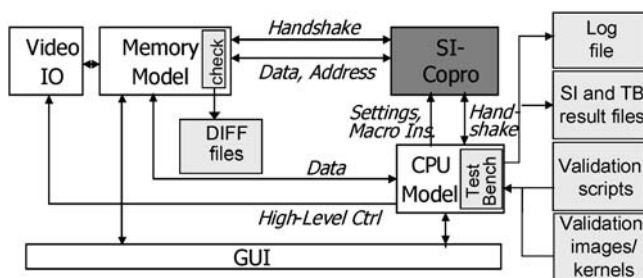 Video
IO
Memory
Model
check
Handshake
Data, Address
SI-
Copro
Log
file
SI and TB
result files
DIFF
files
Settings,
Macro Ins.
Hand-
shake
Data
CPU
Model
Test
Bench
Validation
scripts
High-Level Ctrl
Validation
images/
kernels
GUI